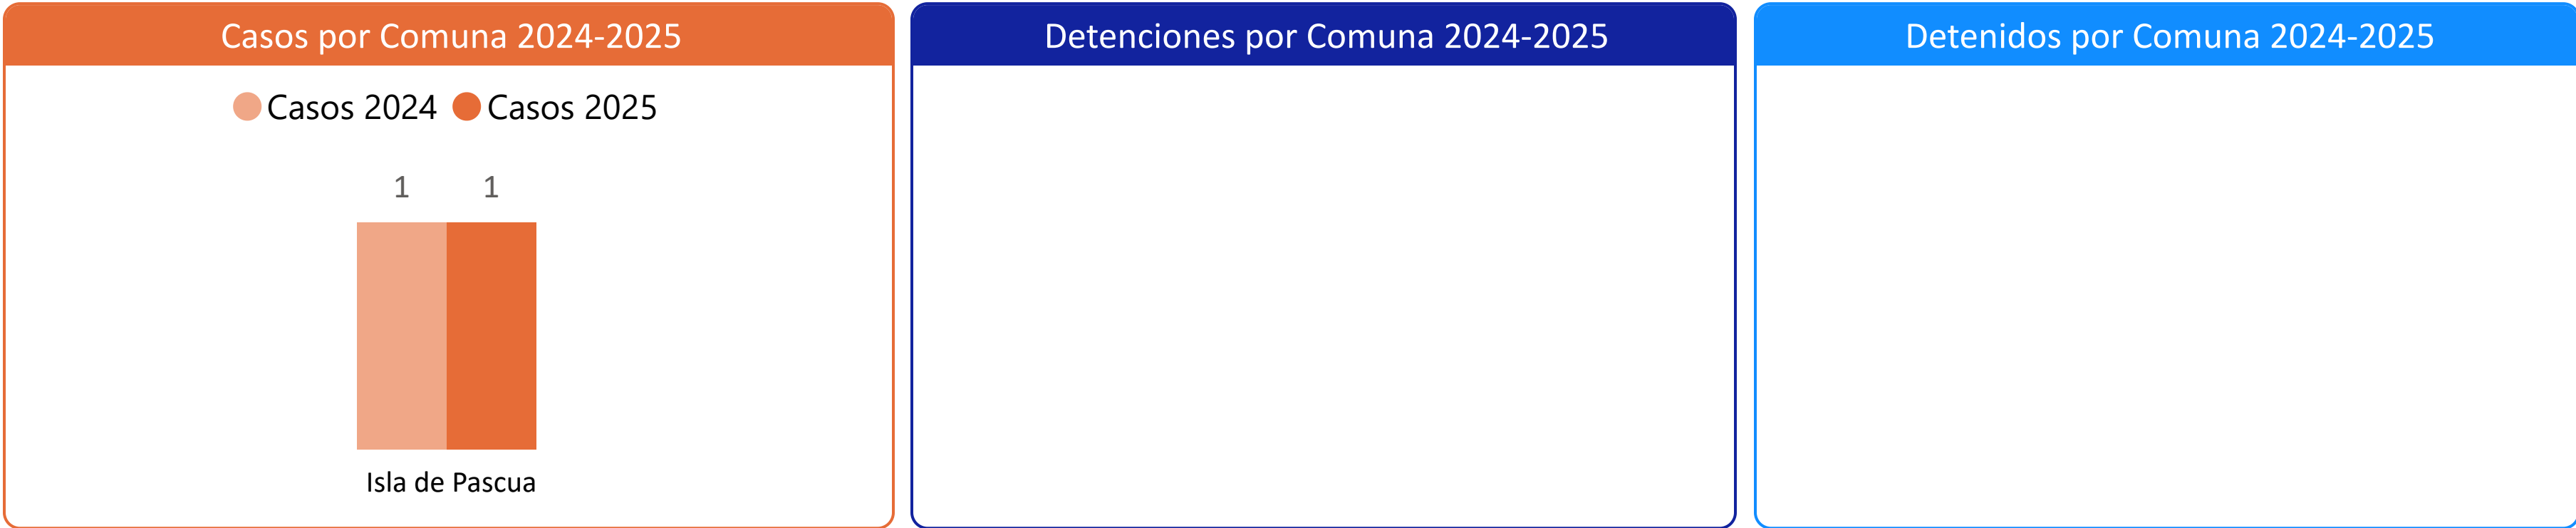 Casos por Comuna 2024-2025
Casos 2024 Casos 2025
1 1
Isla de Pascua
Detenciones por Comuna 2024-2025
Detenidos por Comuna 2024-2025